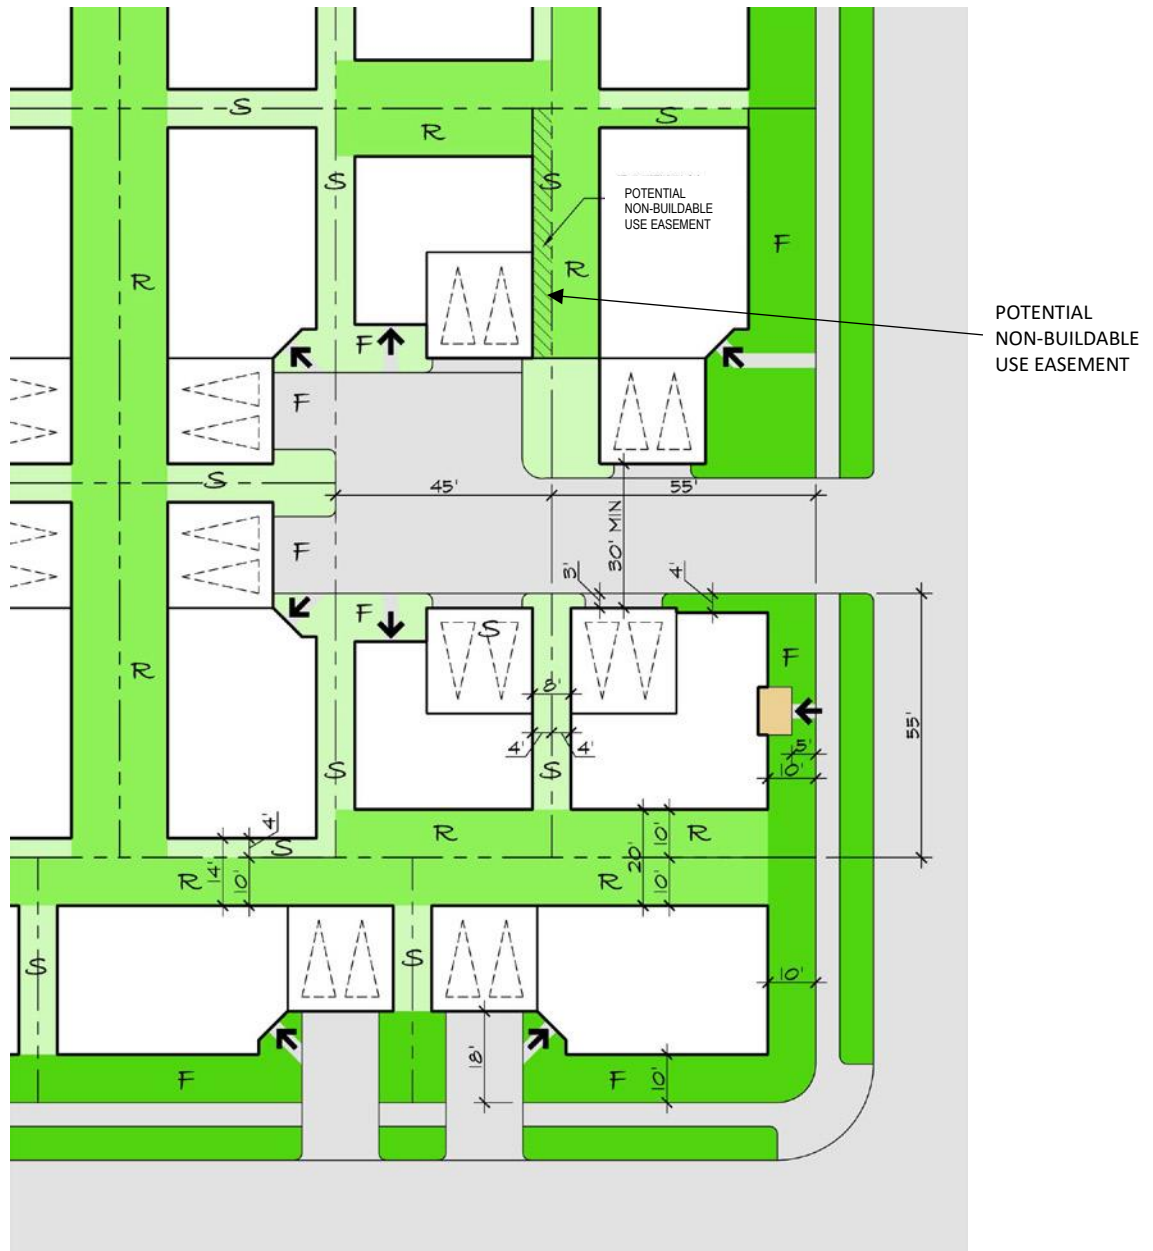 S
S
R
S
S
POTENTIAL
NON-BUILDABLE
USE EASEMENT
F
R
R
POTENTIAL
NON-BUILDABLE
USE EASEMENT
F
F
S
45'
55'
30' MIN
F
3'
4'
F
S
F
R
8'
55'
4'
4'
5'
S
S
10'
4'
S
R
10'
R
14'
10'
R
20'
10'
R
S
S
10'
18'
F
F
10'